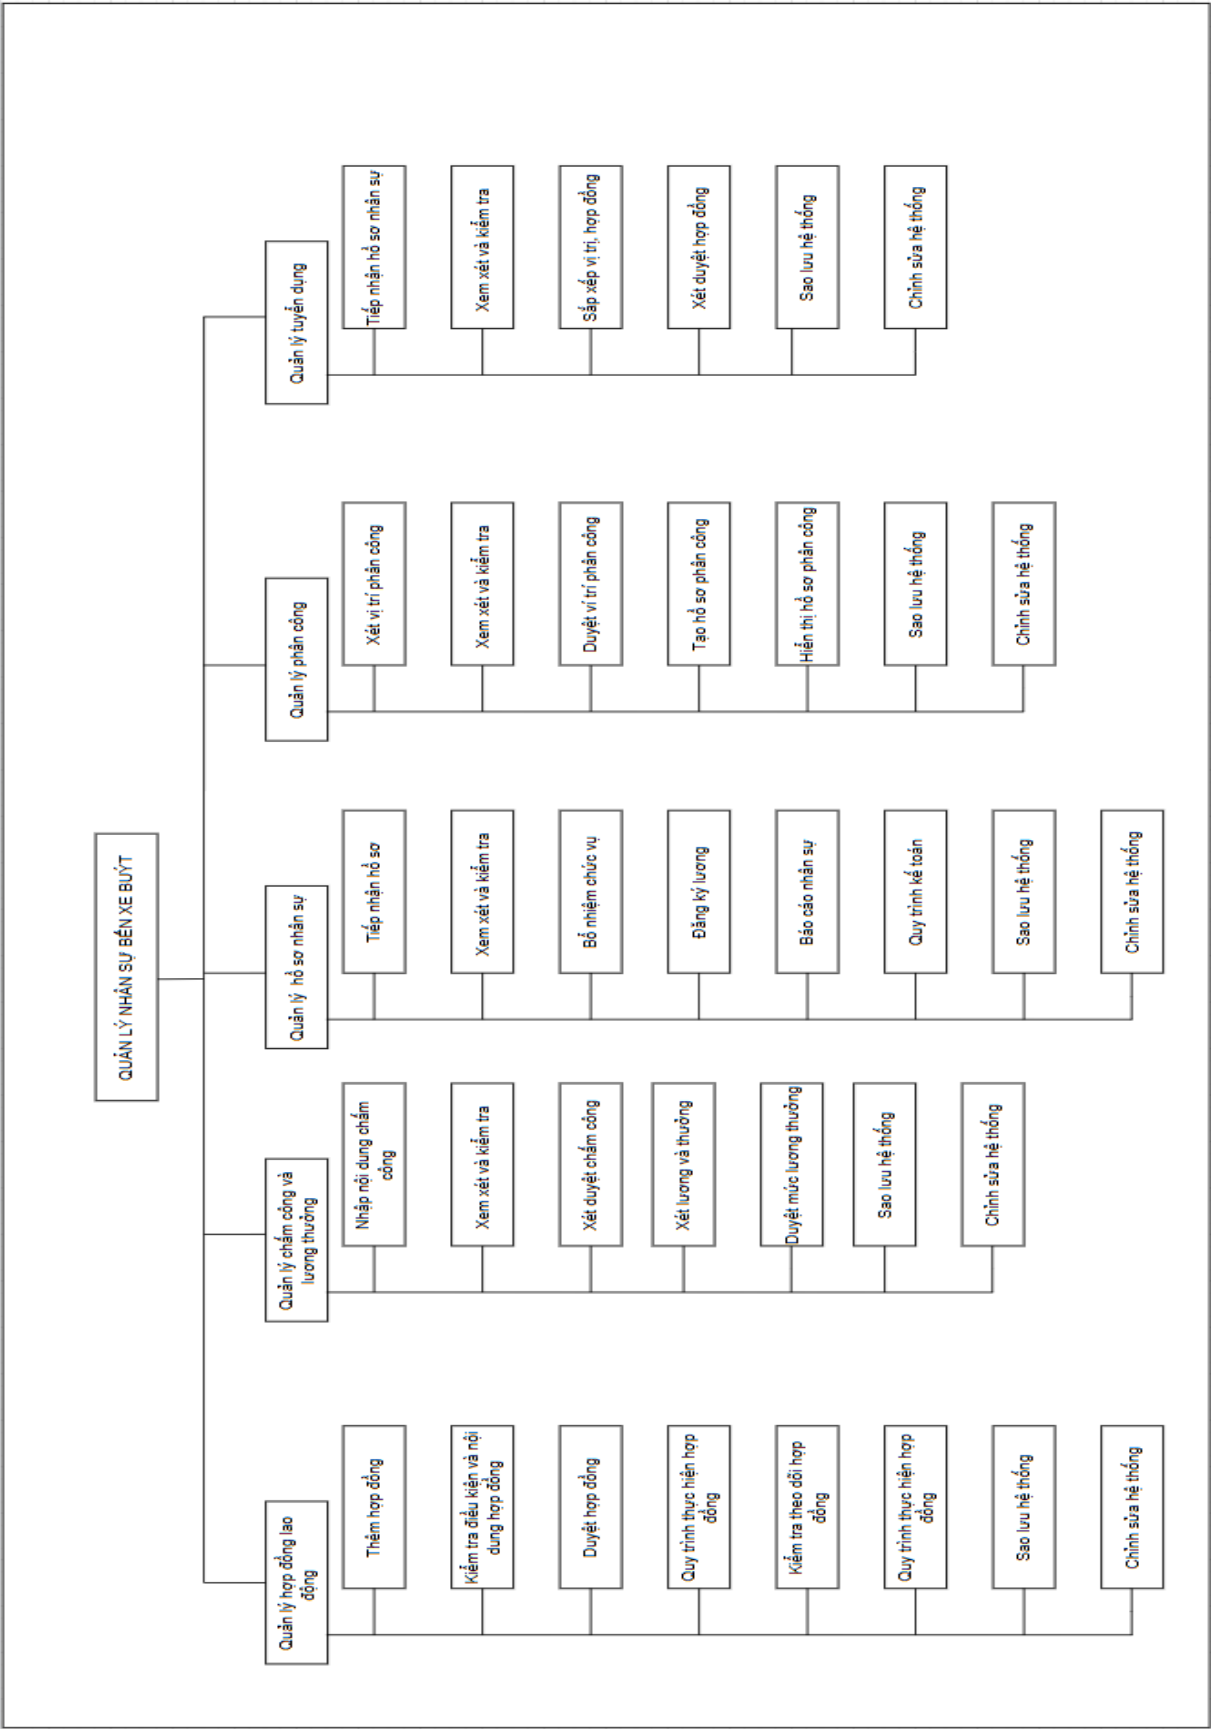 QUẢN LÝ NHÂN SỰ BẾN XE BUÝT
Quản lý hợp đồng lao
động
Thêm hợp đồng
Kiểm tra điều kiện và nội
dung hợp đồng
Duyệt hợp đồng
Quy trình thực hiện hợp
đồng
Kiểm tra theo dõi hợp
đồng
Quy trình thực hiện hợp
đồng
Sao lưu hệ thống
Chỉnh sửa hệ thống
Quản lý chấm công và
lương thưởng
Nhập nội dung chấm
công
Xem xét và kiểm tra
Xét duyệt chấm công
Xét lương và thưởng
Duyệt mức lương thưởng
Sao lưu hệ thống
Chỉnh sửa hệ thống
Quản lý hồ sơ nhân sự
Tiếp nhận hồ sơ
Xem xét và kiểm tra
Bổ nhiệm chức vụ
Đăng ký lương
Báo cáo nhân sự
Quy trình kế toán
Sao lưu hệ thống
Chỉnh sửa hệ thống
Quản lý phân công
Xét vị trí phân công
Xem xét và kiểm tra
Duyệt ví trí phân công
Tạo hồ sơ phân công
Hiển thị hồ sơ phân công
Sao lưu hệ thống
Chỉnh sửa hệ thống
Quản lý tuyển dụng
Tiếp nhận hồ sơ nhân sự
Xem xét và kiểm tra
Sắp xếp vị trị, hợp đồng
Xét duyệt hợp đồng
Sao lưu hệ thống
Chỉnh sửa hệ thống